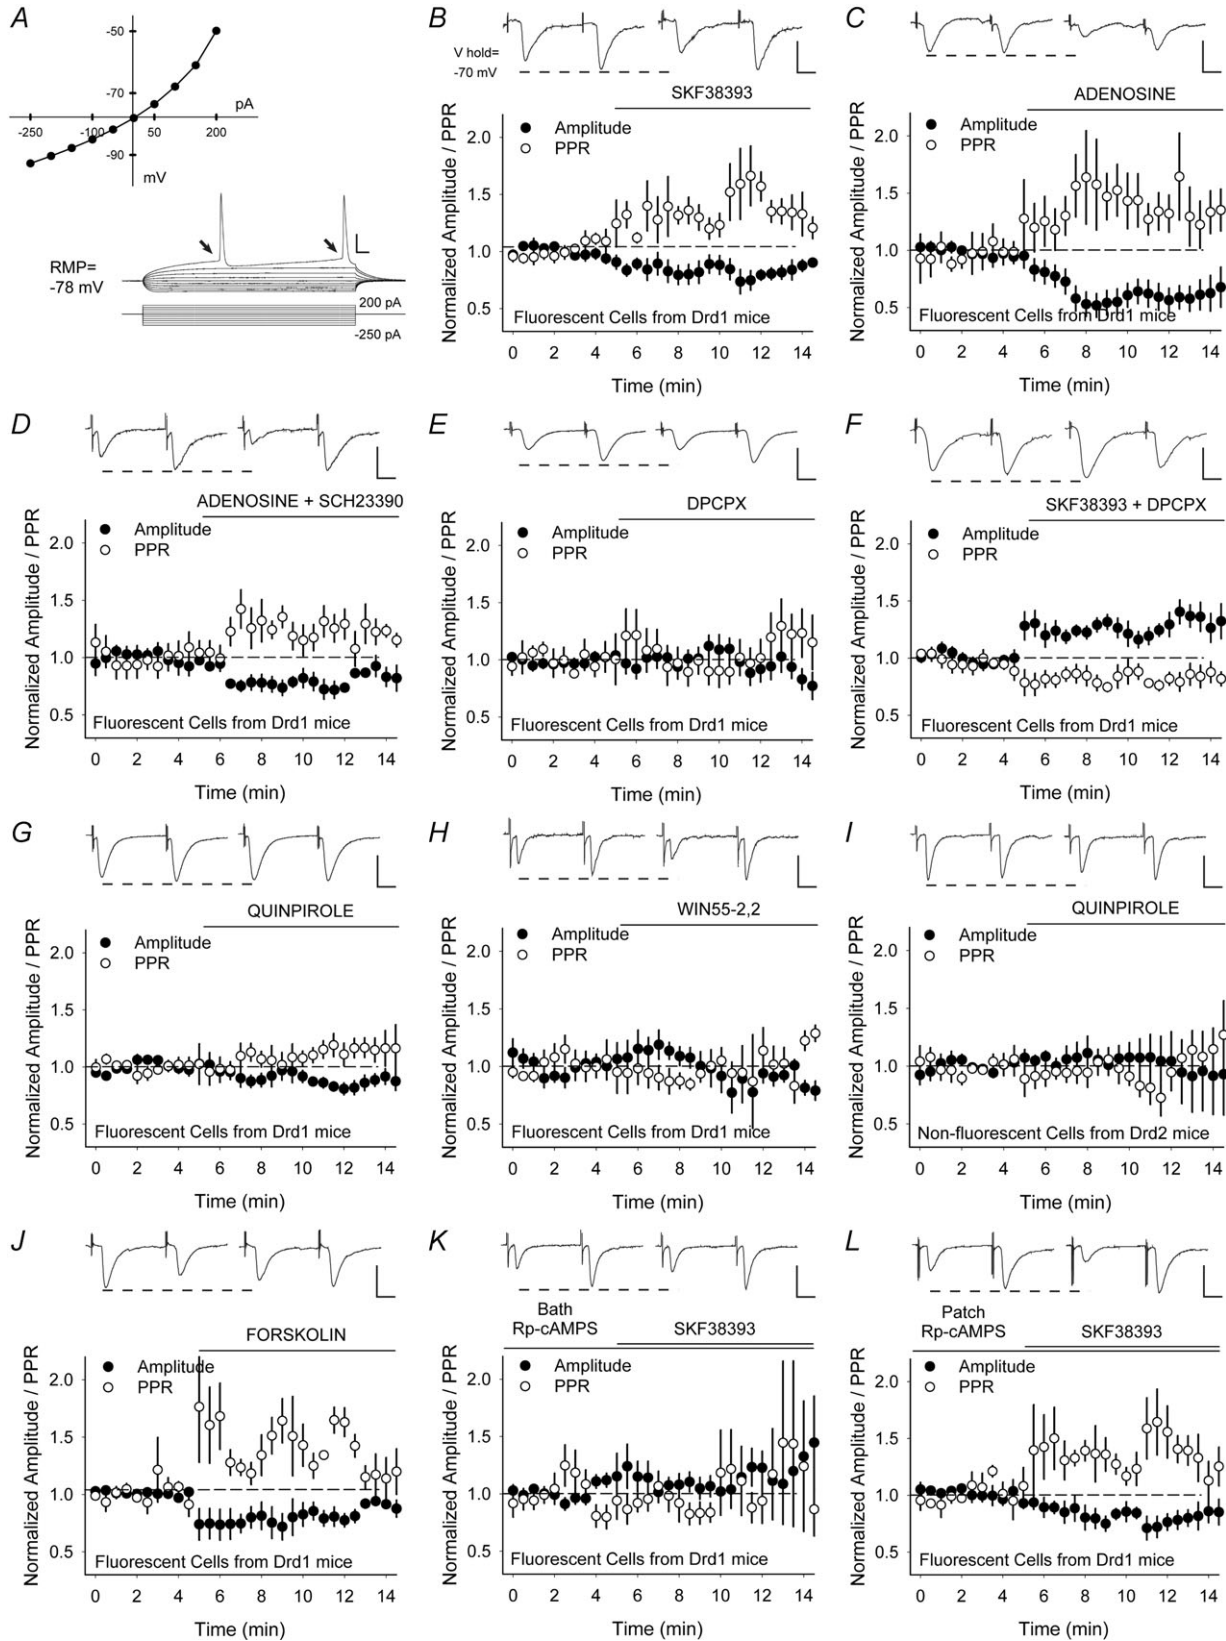 A
-50
-70
pA
-250
-100
50
200
-90
mV
RMP=
-78 mV
200 pA
-250 pA
B
V hold=
-70 mV
SKF38393
Normalized Amplitude / PPR
2.0
1.5
1.0
0.5
Amplitude
PPR
Fluorescent Cells from Drd1 mice
0 2 4 6 8 10 12 14
Time (min)
C
ADENOSINE
Normalized Amplitude / PPR
2.0
1.5
1.0
0.5
Amplitude
PPR
Fluorescent Cells from Drd1 mice
0 2 4 6 8 10 12 14
Time (min)
D
ADENOSINE + SCH23390
Normalized Amplitude / PPR
2.0
1.5
1.0
0.5
Amplitude
PPR
Fluorescent Cells from Drd1 mice
0 2 4 6 8 10 12 14
Time (min)
E
DPCPX
Normalized Amplitude / PPR
2.0
1.5
1.0
0.5
Amplitude
PPR
Fluorescent Cells from Drd1 mice
0 2 4 6 8 10 12 14
Time (min)
F
SKF38393 + DPCPX
Normalized Amplitude / PPR
2.0
1.5
1.0
0.5
Amplitude
PPR
Fluorescent Cells from Drd1 mice
0 2 4 6 8 10 12 14
Time (min)
G
QUINPIROLE
Normalized Amplitude / PPR
2.0
1.5
1.0
0.5
Amplitude
PPR
Fluorescent Cells from Drd1 mice
0 2 4 6 8 10 12 14
Time (min)
H
WIN55-2,2
Normalized Amplitude / PPR
2.0
1.5
1.0
0.5
Amplitude
PPR
Fluorescent Cells from Drd1 mice
0 2 4 6 8 10 12 14
Time (min)
I
QUINPIROLE
Normalized Amplitude / PPR
2.0
1.5
1.0
0.5
Amplitude
PPR
Non-fluorescent Cells from Drd2 mice
0 2 4 6 8 10 12 14
Time (min)
J
FORSKOLIN
Normalized Amplitude / PPR
2.0
1.5
1.0
0.5
Amplitude
PPR
Fluorescent Cells from Drd1 mice
0 2 4 6 8 10 12 14
Time (min)
K
Bath
Rp-cAMPS
SKF38393
Normalized Amplitude / PPR
2.0
1.5
1.0
0.5
Amplitude
PPR
Fluorescent Cells from Drd1 mice
0 2 4 6 8 10 12 14
Time (min)
L
Patch
Rp-cAMPS
SKF38393
Normalized Amplitude / PPR
2.0
1.5
1.0
0.5
Amplitude
PPR
Fluorescent Cells from Drd1 mice
0 2 4 6 8 10 12 14
Time (min)